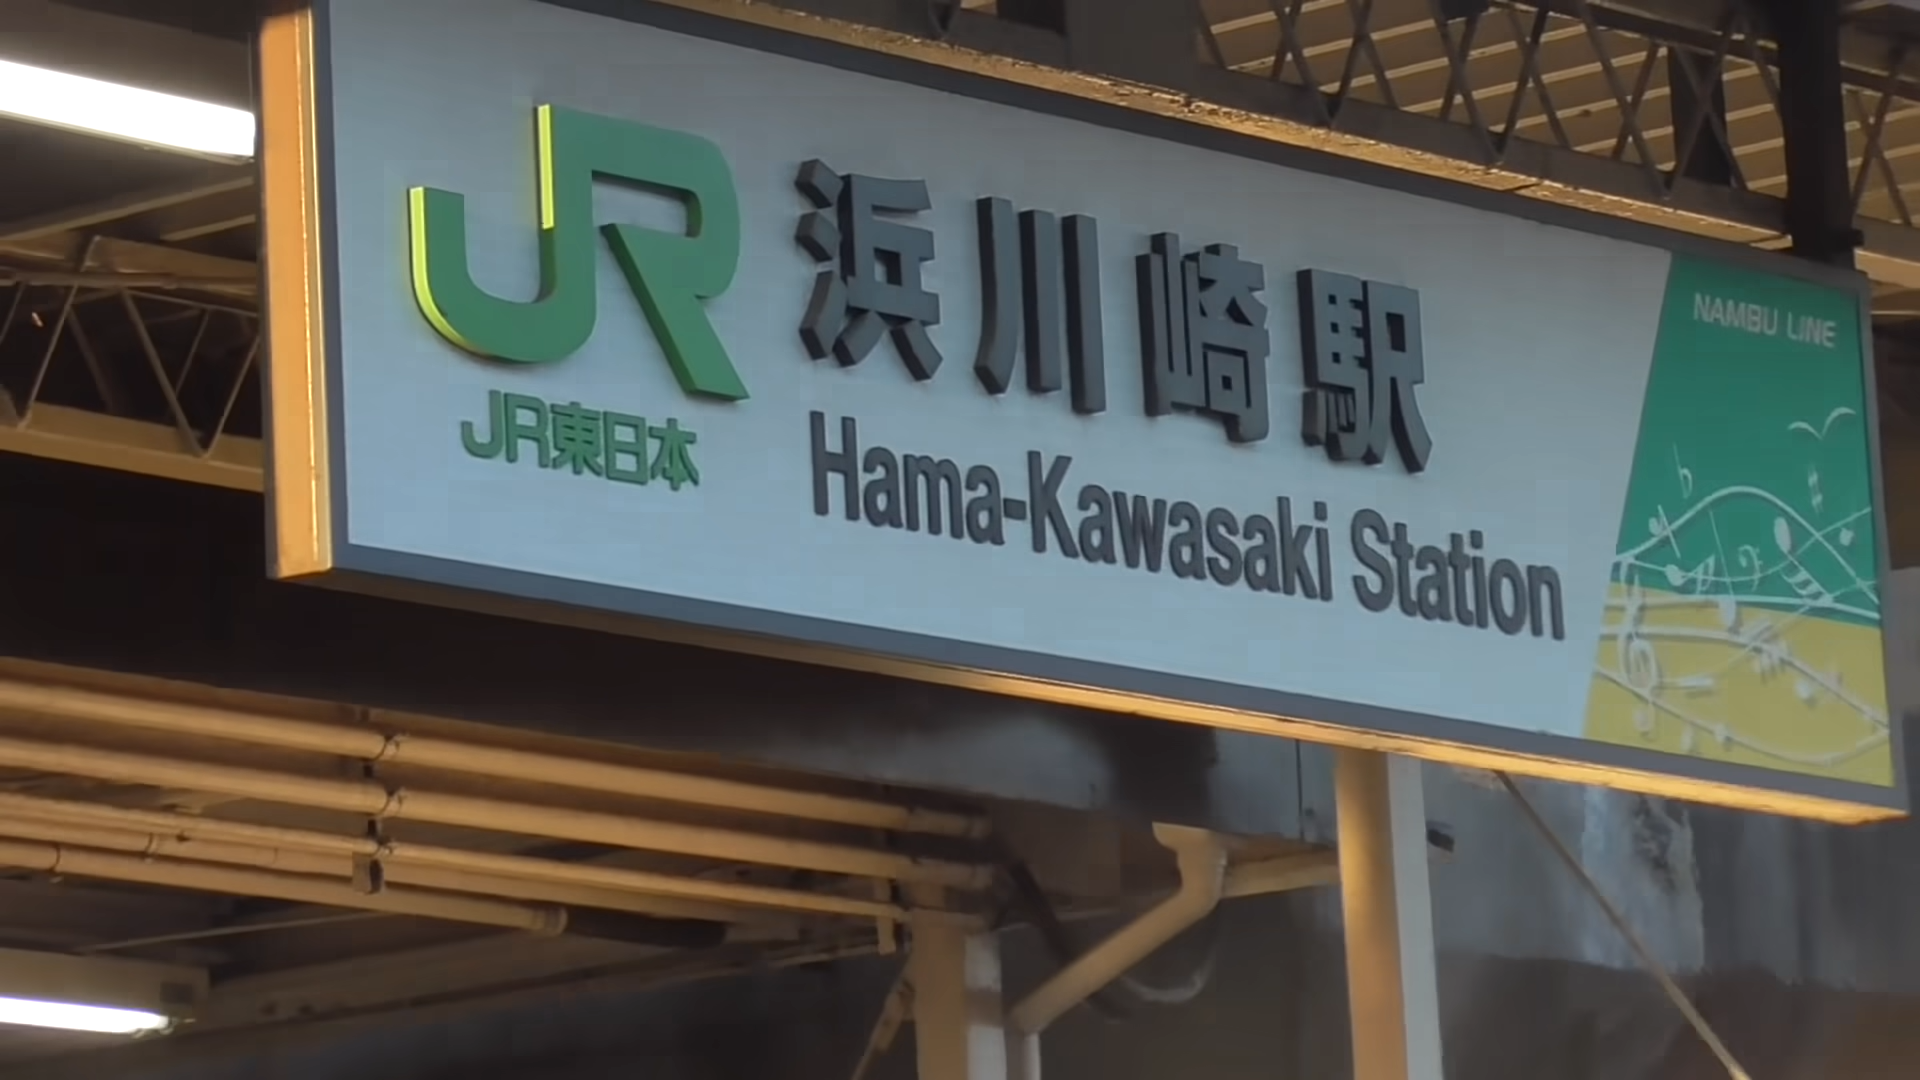 JR
JR東日本
浜川崎駅
Hama-Kawasaki Station
NAMBU LINE